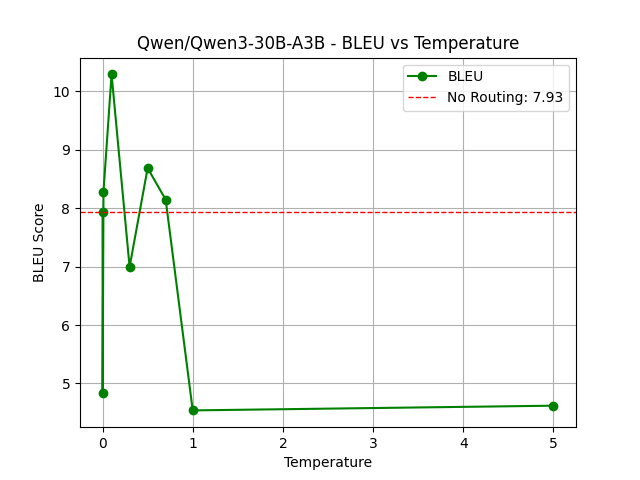 Qwen/Qwen3-30B-A3B - BLEU vs Temperature
BLEU
No Routing: 7.93
10
9
8
7
6
5
BLEU Score
0 1 2 3 4 5
Temperature